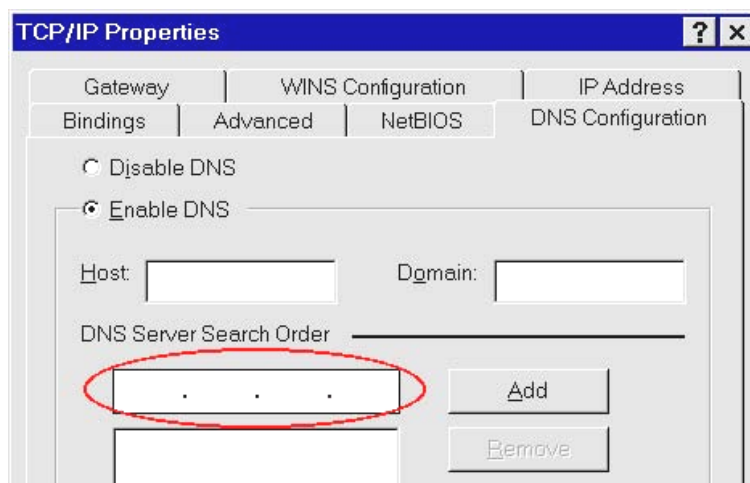 TCP/IP Properties ? ×
Gateway WINS Configuration IP Address
Bindings Advanced NetBIOS DNS Configuration
Disable DNS
Enable DNS
Host: Domain:
DNS Server Search Order
. . . Add
Remove